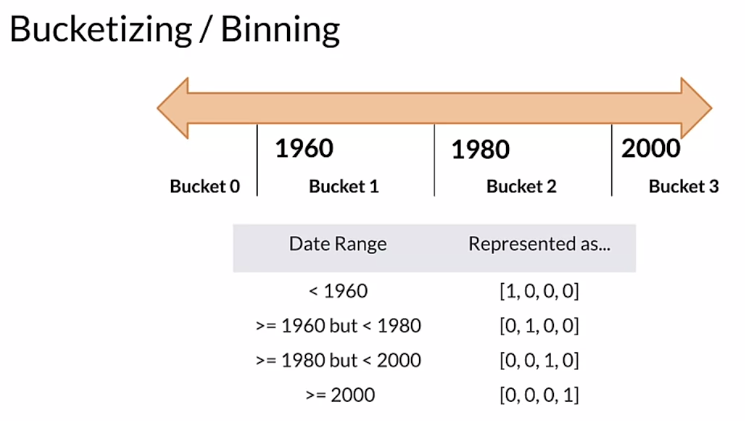 Bucketizing / Binning
1960 1980 2000
Bucket 0 Bucket 1 Bucket 2 Bucket 3
Date Range Represented as...
< 1960 [1, 0, 0, 0]
>= 1960 but < 1980 [0, 1, 0, 0]
>= 1980 but < 2000 [0, 0, 1, 0]
>= 2000 [0, 0, 0, 1]